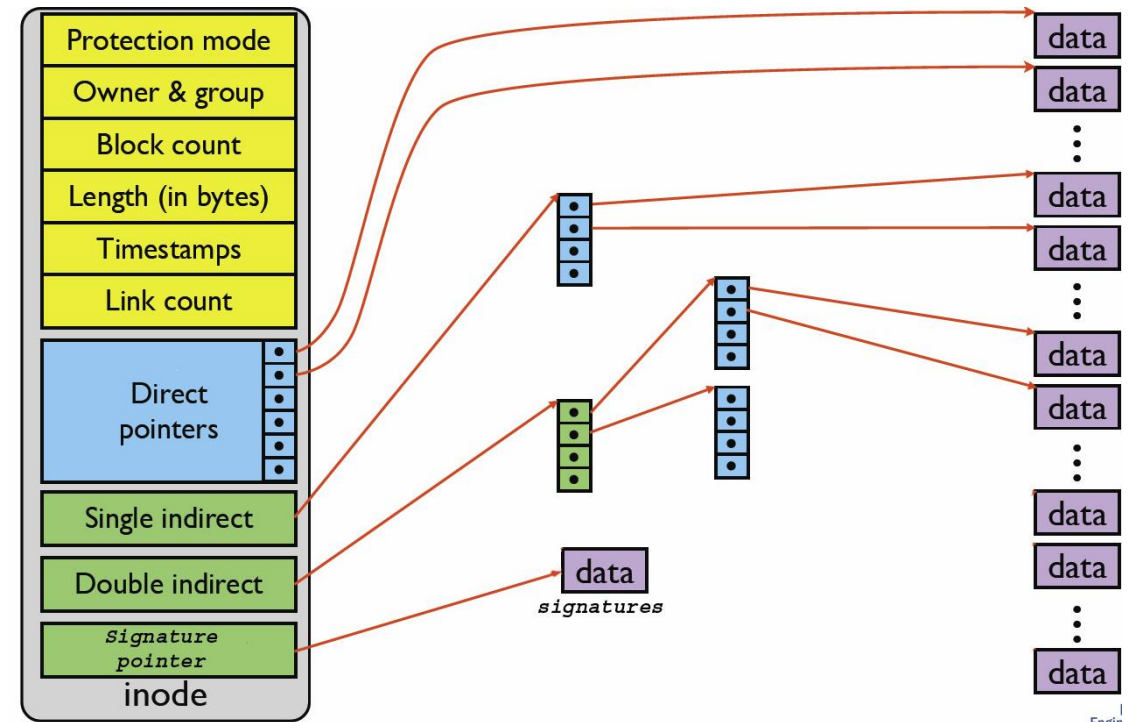 Protection mode
Owner & group
Block count
Length (in bytes)
Timestamps
Link count
Direct
pointers
Single indirect
Double indirect
Signature
pointer
inode
data
signatures
data
data
data
data
data
data
data
data
data